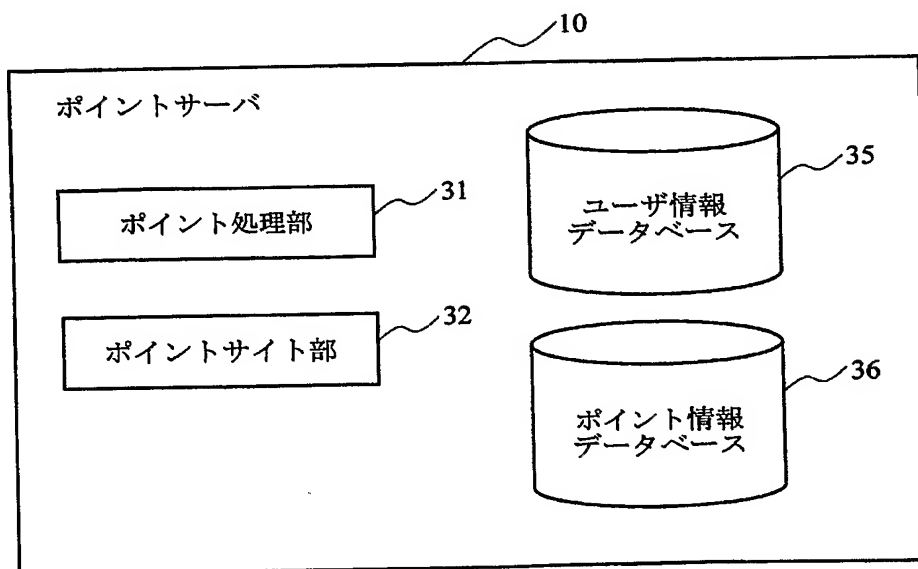 10
ポイントサーバ
31
ポイント処理部
32
ポイントサイト部
35
ユーザ情報
データベース
36
ポイント情報
データベース